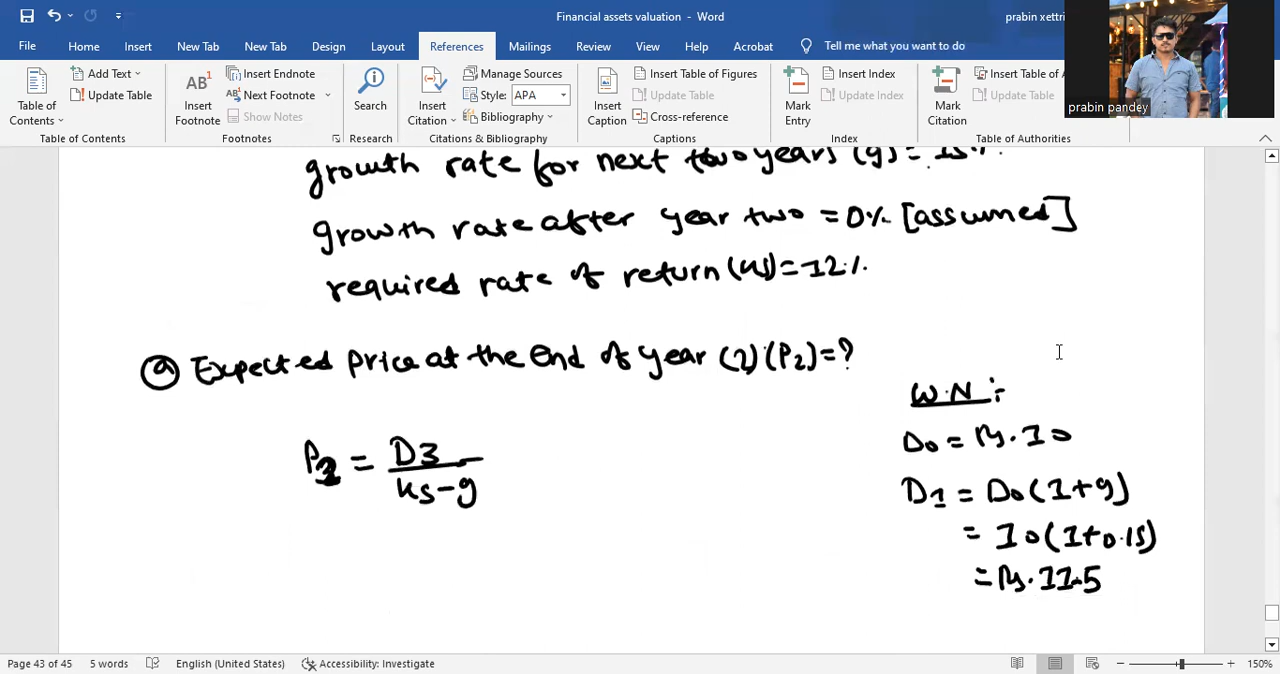 Financial assets valuation - Word
prabin xettri
File Home Insert New Tab New Tab Design Layout References Mailings Review View Help Acrobat Tell me what you want to do
Table of Contents
Add Text
Update Table
Table of Contents
AB1
Insert Footnote
Insert Endnote
Next Footnote
Show Notes
Footnotes
Search
Research
Insert Citation
Manage Sources
Style: APA
Bibliography
Citations & Bibliography
Insert Caption
Insert Table of Figures
Update Table
Cross-reference
Captions
Mark Entry
Insert Index
Update Index
Index
Mark Citation
Insert Table of A
Update Table
Table of Authorities
prabin pandey
growth rate for next two years (g) = 15%.
growth rate after year two = 0% [assumed]
required rate of return (ks) = 12%.
(a) Expected price at the end of year (2) (P2) = ?
P2 = D3
ks-g
W.N :-
D0 = Rs. 10
D1 = D0 (1+g)
= 10 (1+0.15)
= Rs. 11.5
Page 43 of 45 5 words English (United States) Accessibility: Investigate 150%